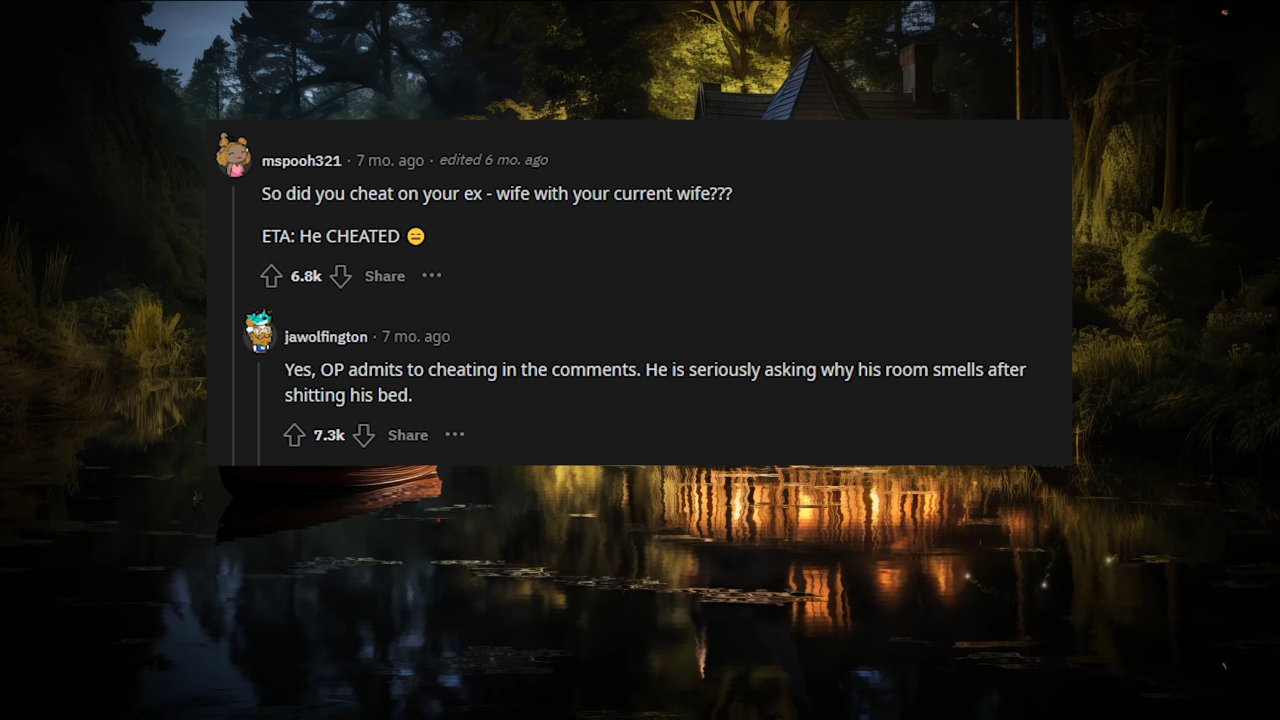 mspooh321 · 7 mo. ago · edited 6 mo. ago
So did you cheat on your ex - wife with your current wife???
ETA: He CHEATED 😑
6.8k Share ···
jawolfington · 7 mo. ago
Yes, OP admits to cheating in the comments. He is seriously asking why his room smells after
shitting his bed.
7.3k Share ···